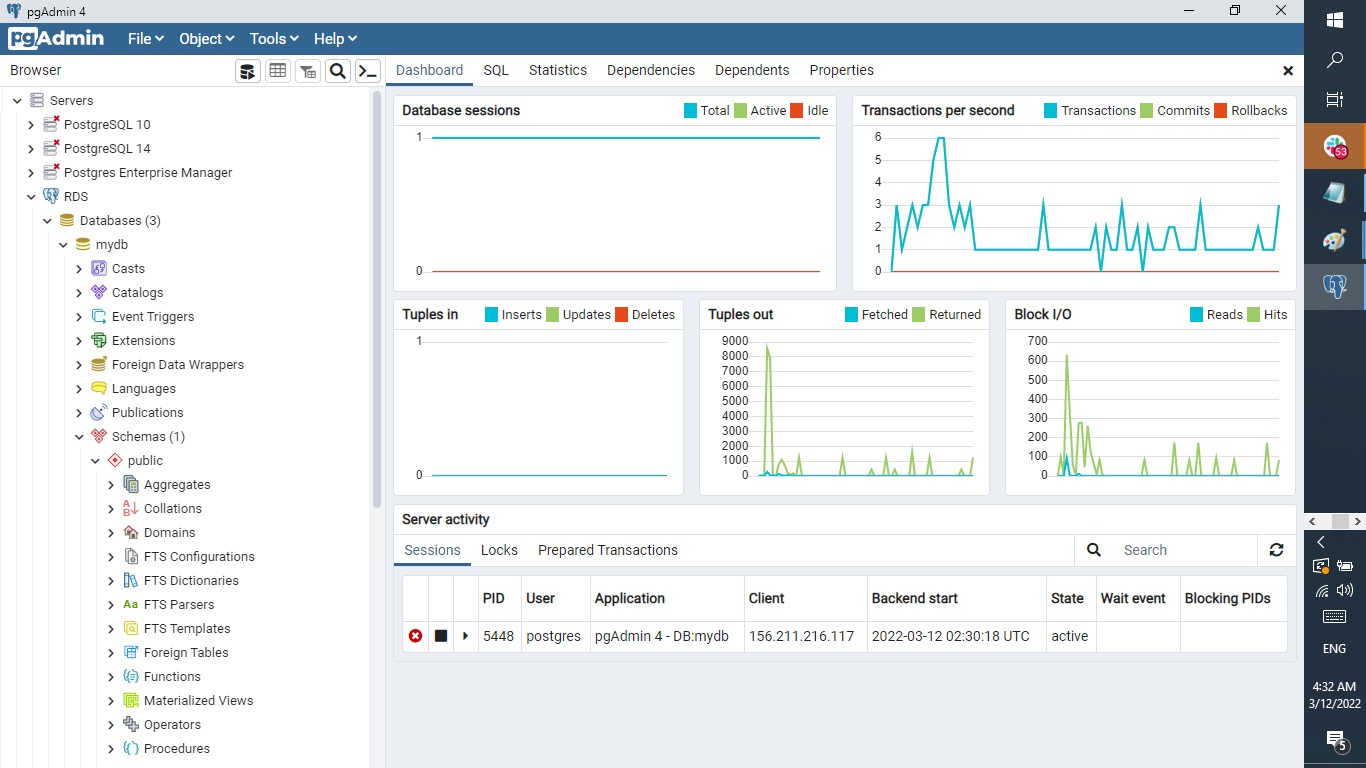 pgAdmin 4
pgAdmin File Object Tools Help
Browser
Dashboard SQL Statistics Dependencies Dependents Properties
Servers
PostgreSQL 10
PostgreSQL 14
Postgres Enterprise Manager
RDS
Databases (3)
mydb
Casts
Catalogs
Event Triggers
Extensions
Foreign Data Wrappers
Languages
Publications
Schemas (1)
public
Aggregates
Collations
Domains
FTS Configurations
FTS Dictionaries
Aa FTS Parsers
FTS Templates
Foreign Tables
Functions
Materialized Views
Operators
Procedures
Database sessions Total Active Idle
1
0
Transactions per second Transactions Commits Rollbacks
6
5
4
3
2
1
0
Tuples in Inserts Updates Deletes
1
0
Tuples out Fetched Returned
9000
8000
7000
6000
5000
4000
3000
2000
1000
0
Block I/O Reads Hits
700
600
500
400
300
200
100
0
Server activity
Sessions Locks Prepared Transactions Search
PID User Application Client Backend start State Wait event Blocking PIDs
5448 postgres pgAdmin 4 - DB:mydb 156.211.216.117 2022-03-12 02:30:18 UTC active
53
ENG
4:32 AM
3/12/2022
5